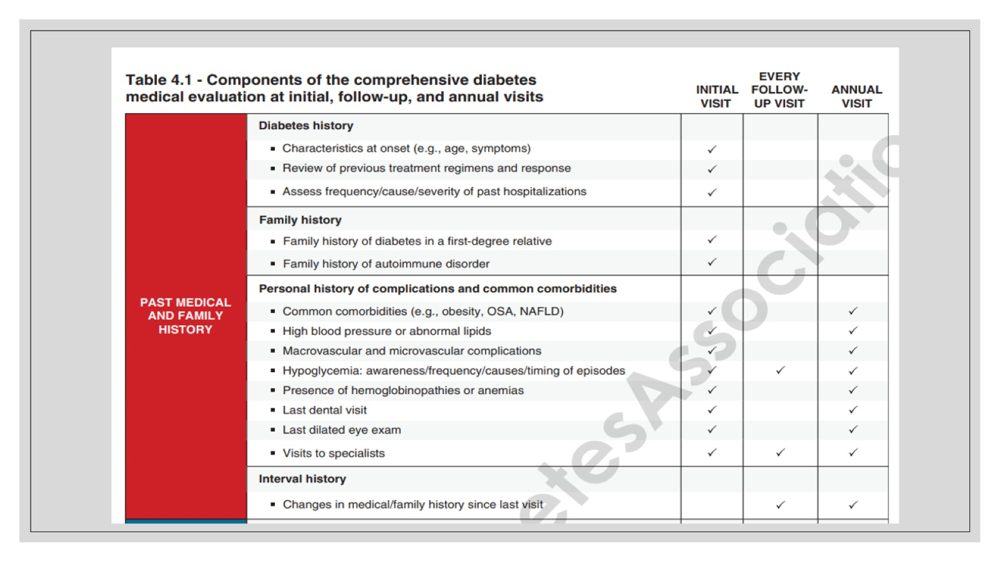 Table 4.1 - Components of the comprehensive diabetes
medical evaluation at initial, follow-up, and annual visits
INITIAL
VISIT
EVERY
FOLLOW-
UP VISIT
ANNUAL
VISIT
PAST MEDICAL
AND FAMILY
HISTORY
Diabetes history
▪ Characteristics at onset (e.g., age, symptoms) ✓
▪ Review of previous treatment regimens and response ✓
▪ Assess frequency/cause/severity of past hospitalizations ✓
Family history
▪ Family history of diabetes in a first-degree relative ✓
▪ Family history of autoimmune disorder ✓
Personal history of complications and common comorbidities
▪ Common comorbidities (e.g., obesity, OSA, NAFLD) ✓ ✓
▪ High blood pressure or abnormal lipids ✓ ✓
▪ Macrovascular and microvascular complications ✓ ✓
▪ Hypoglycemia: awareness/frequency/causes/timing of episodes ✓ ✓ ✓
▪ Presence of hemoglobinopathies or anemias ✓ ✓
▪ Last dental visit ✓ ✓
▪ Last dilated eye exam ✓ ✓
▪ Visits to specialists ✓ ✓ ✓
Interval history
▪ Changes in medical/family history since last visit ✓ ✓
etesAssociatio